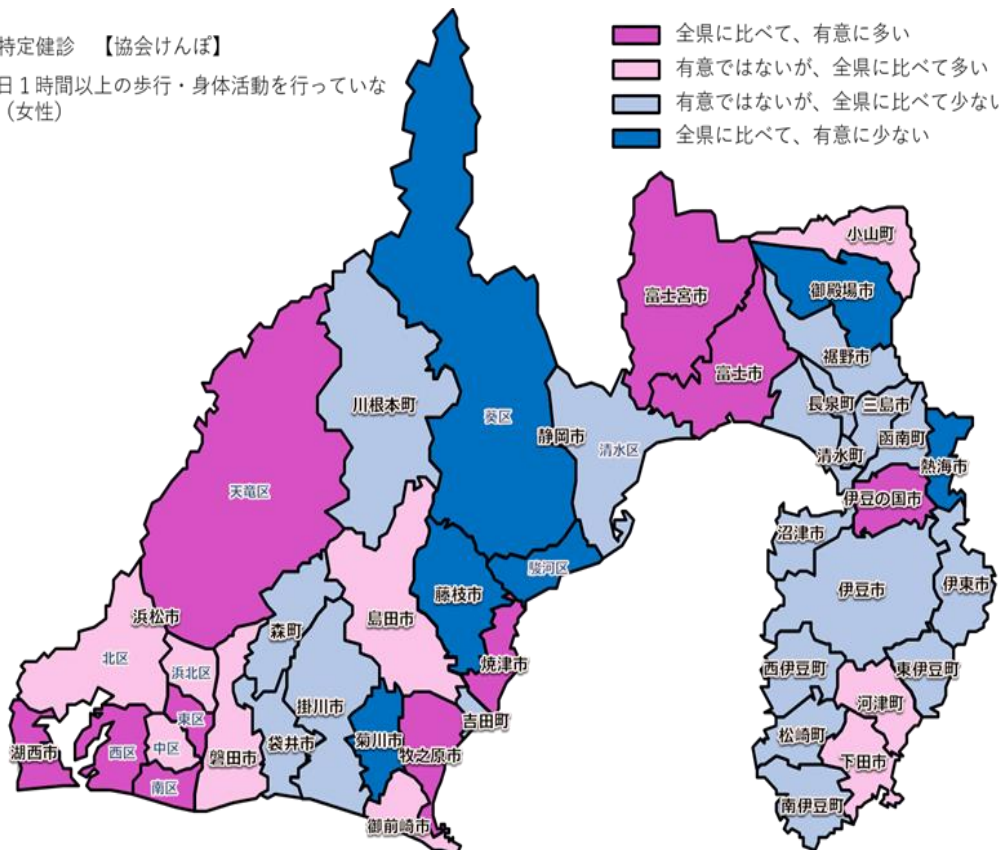 特定健診　【協会けんぽ】
日１時間以上の歩行・身体活動を行っていな
（女性）
全県に比べて、有意に多い
有意ではないが、全県に比べて多い
有意ではないが、全県に比べて少ない
全県に比べて、有意に少ない
小山町
御殿場市
富士宮市
裾野市
富士市
長泉町
三島市
川根本町
葵区
静岡市
清水区
函南町
清水町
熱海市
天竜区
伊豆の国市
沼津市
駿河区
伊豆市
伊東市
藤枝市
浜松市
島田市
森町
北区
浜北区
焼津市
西伊豆町
東伊豆町
掛川市
河津町
東区
吉田町
湖西市
西区
中区
磐田市
袋井市
菊川市
牧之原市
松崎町
下田市
南区
御前崎市
南伊豆町